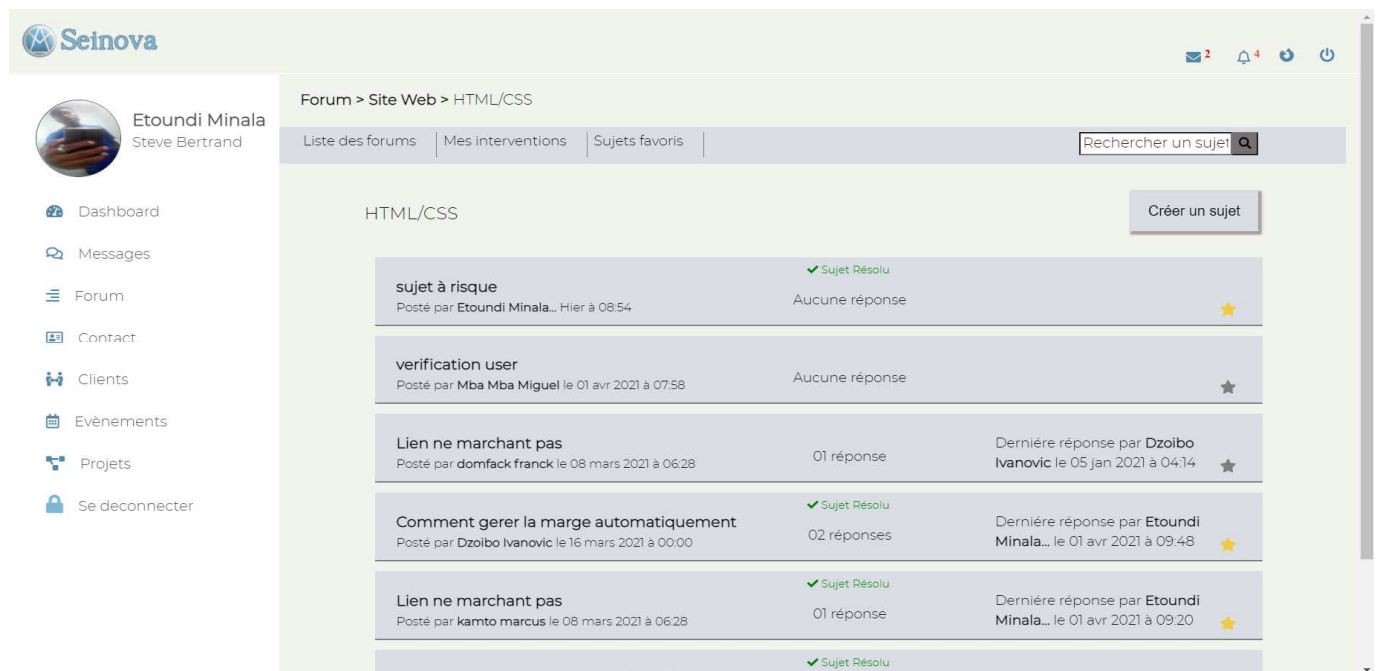 Seinova
2 4
Etoundi Minala
Steve Bertrand
Dashboard
Messages
Forum
Contact
Clients
Evènements
Projets
Se deconnecter
Forum > Site Web > HTML/CSS
Liste des forums Mes interventions Sujets favoris Rechercher un sujet
HTML/CSS Créer un sujet
Sujet Résolu
sujet à risque
Aucune réponse
Posté par Etoundi Minala... Hier à 08:54
verification user
Aucune réponse
Posté par Mba Mba Miguel le 01 avr 2021 à 07:58
Lien ne marchant pas
Posté par domfack franck le 08 mars 2021 à 06:28
01 réponse
Derniére réponse par Dzoibo
Ivanovic le 05 jan 2021 à 04:14
Sujet Résolu
Comment gerer la marge automatiquement
Posté par Dzoibo Ivanovic le 16 mars 2021 à 00:00
02 réponses
Derniére réponse par Etoundi
Minala... le 01 avr 2021 à 09:48
Sujet Résolu
Lien ne marchant pas
Posté par kamto marcus le 08 mars 2021 à 06:28
01 réponse
Derniére réponse par Etoundi
Minala... le 01 avr 2021 à 09:20
Sujet Résolu